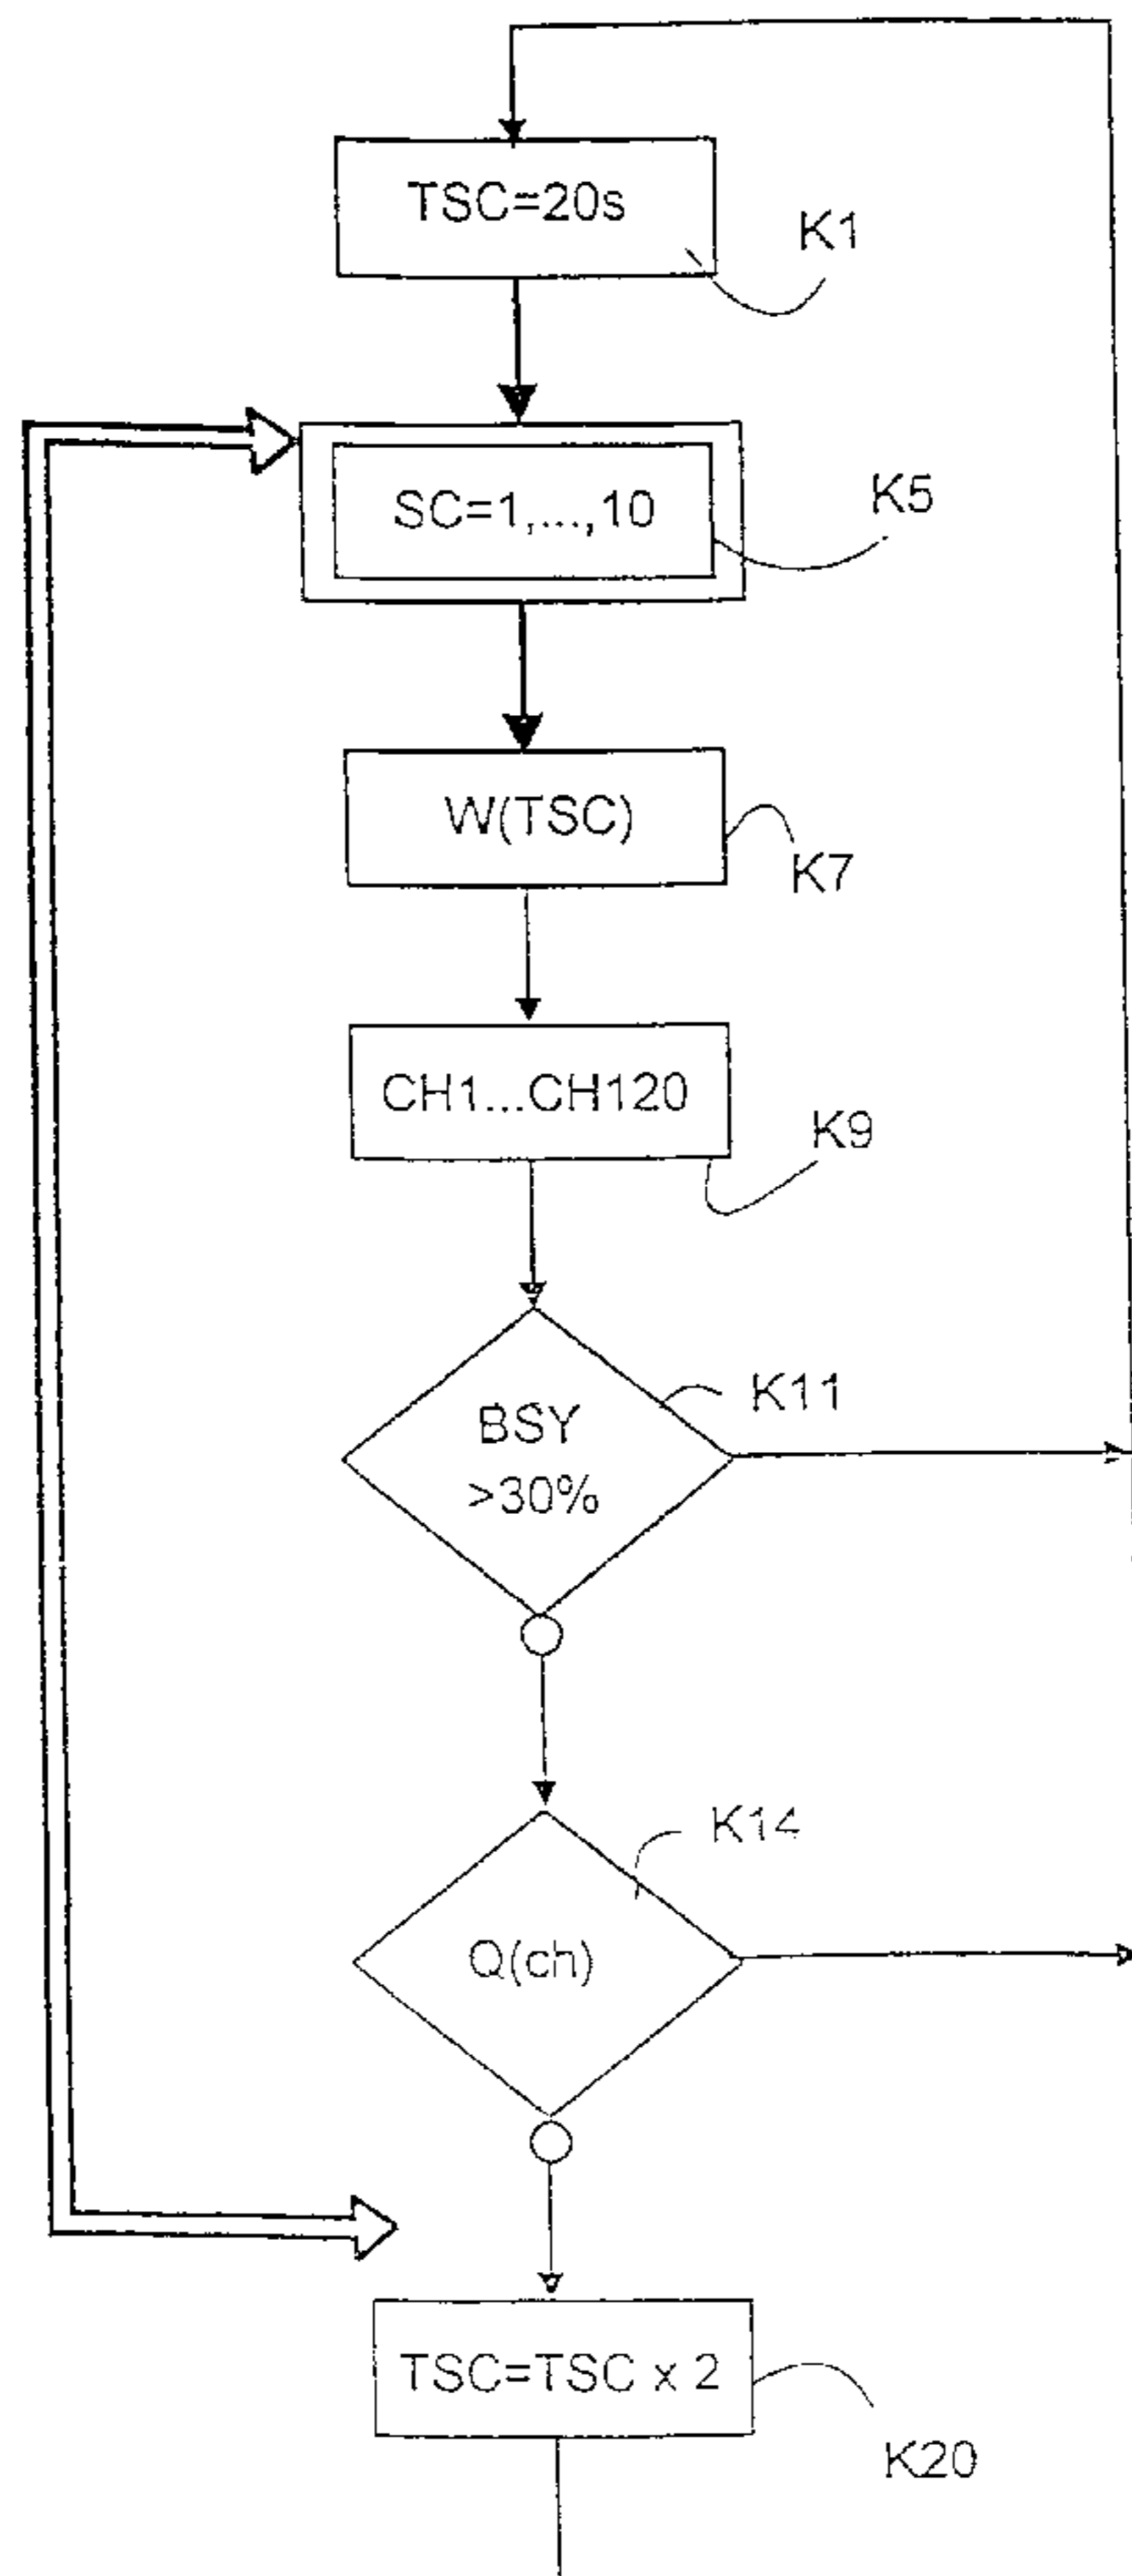 TSC=20s
K1
SC=1,...,10
K5
W(TSC)
K7
CH1...CH120
K9
BSY
>30%
K11
Q(ch)
K14
TSC=TSC x 2
K20